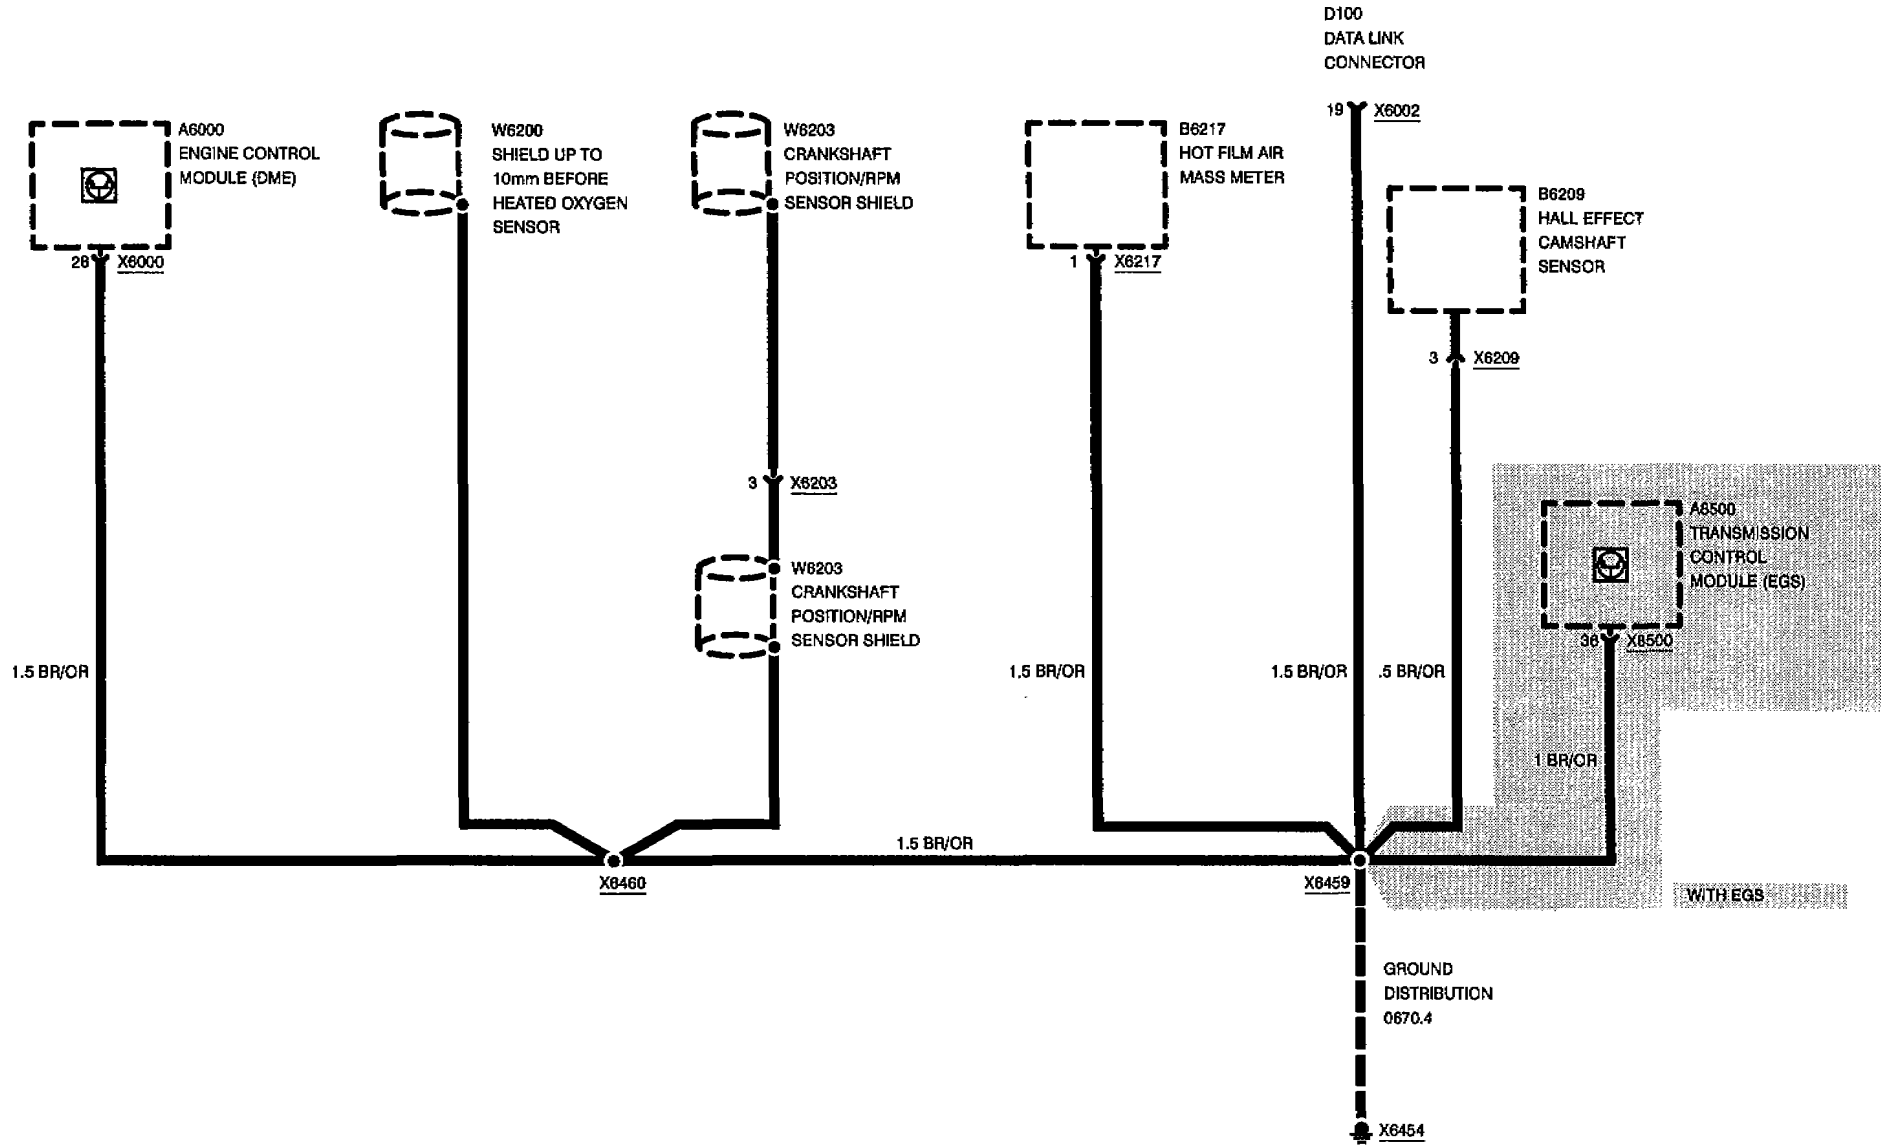 D100
DATA LINK
CONNECTOR
19 X6002
A6000
ENGINE CONTROL
MODULE (DME)
26 X6000
W6200
SHIELD UP TO
10mm BEFORE
HEATED OXYGEN
SENSOR
W6203
CRANKSHAFT
POSITION/RPM
SENSOR SHIELD
B6217
HOT FILM AIR
MASS METER
1 X6217
B6209
HALL EFFECT
CAMSHAFT
SENSOR
3 X6209
3 X6203
W6203
CRANKSHAFT
POSITION/RPM
SENSOR SHIELD
A8500
TRANSMISSION
CONTROL
MODULE (EGS)
36 X8500
1.5 BR/OR
1.5 BR/OR
1.5 BR/OR
.5 BR/OR
1 BR/OR
1.5 BR/OR
X6460
X6459
WITH EGS
GROUND
DISTRIBUTION
0670.4
X6454